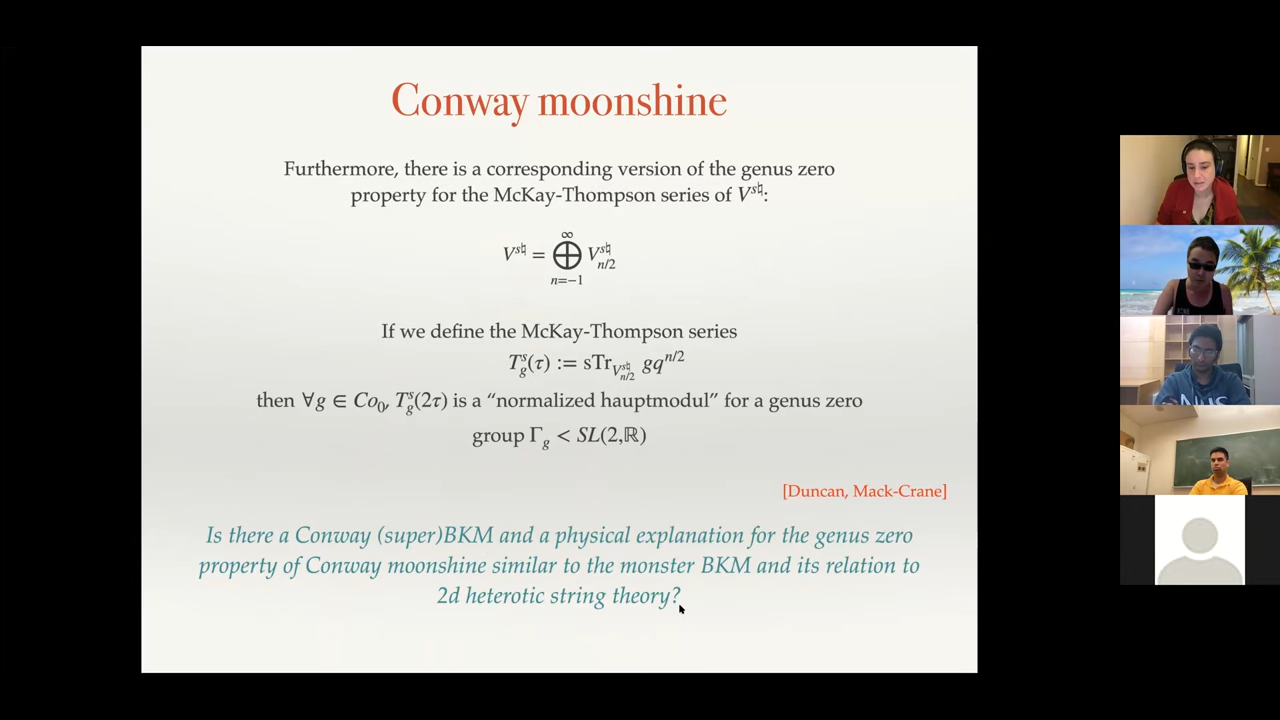 Conway moonshine
Furthermore, there is a corresponding version of the genus zero
property for the McKay-Thompson series of V^{s♮}:
V^{s♮} = ⨁_{n=−1}^{∞} V^{s♮}_{n/2}
If we define the McKay-Thompson series
T^s_g(τ) := sTr_{V^{s♮}_{n/2}} gq^{n/2}
then ∀g ∈ Co₀, T^s_g(2τ) is a “normalized hauptmodul” for a genus zero
group Γ_g < SL(2,ℝ)
[Duncan, Mack-Crane]
Is there a Conway (super)BKM and a physical explanation for the genus zero
property of Conway moonshine similar to the monster BKM and its relation to
2d heterotic string theory?